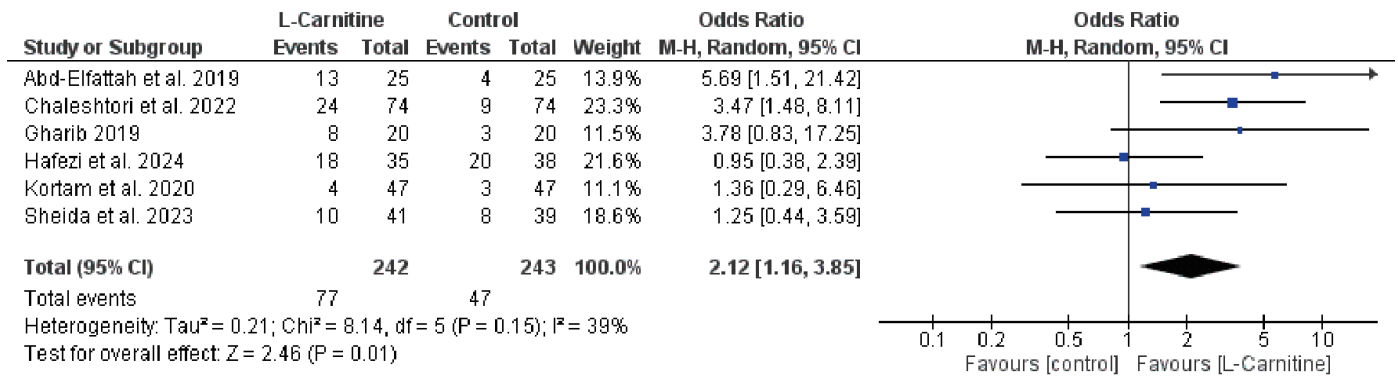 L-Carnitine Control Odds Ratio Odds Ratio
Study or Subgroup Events Total Events Total Weight M-H, Random, 95% CI M-H, Random, 95% CI
Abd-Elfattah et al. 2019 13 25 4 25 13.9% 5.69 [1.51, 21.42]
Chaleshtori et al. 2022 24 74 9 74 23.3% 3.47 [1.48, 8.11]
Gharib 2019 8 20 3 20 11.5% 3.78 [0.83, 17.25]
Hafezi et al. 2024 18 35 20 38 21.6% 0.95 [0.38, 2.39]
Kortam et al. 2020 4 47 3 47 11.1% 1.36 [0.29, 6.46]
Sheida et al. 2023 10 41 8 39 18.6% 1.25 [0.44, 3.59]
Total (95% CI) 242 243 100.0% 2.12 [1.16, 3.85]
Total events 77 47
Heterogeneity: Tau² = 0.21; Chi² = 8.14, df = 5 (P = 0.15); I² = 39%
Test for overall effect: Z = 2.46 (P = 0.01)
0.1 0.2 0.5 1 2 5 10
Favours [control] Favours [L-Carnitine]